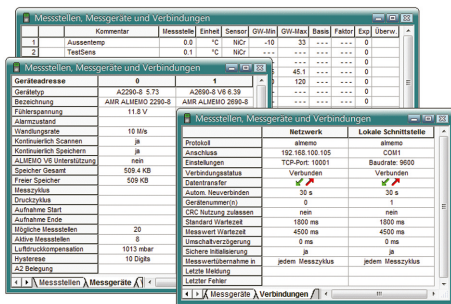 Messstellen, Messgeräte und Verbindungen
Kommentar Messstelle Einheit Sensor GW-Min GW-Max Basis Faktor Exp Überw.
1 Aussentemp 0.0 °C NiCr -10 33 --- --- 0
2 TestSens 0.1 °C NiCr --- --- --- --- 0
--- --- 0
45.1 --- --- 0
120 --- --- 0
Messstellen, Messgeräte und Verbindungen
Geräteadresse 0 1
Gerätetyp A2290-8 5.73 A2690-8 V6 6.39
Bezeichnung AMR ALMEMO 2290-8 AMR ALMEMO 2690-8
Fühlerspannung 11.8 V
Alarmzustand
Wandlungsrate 10 M/s
Kontinuierlich Scannen ja
Kontinuierlich Speichern ja
ALMEMO V6 Unterstützung nein
Speicher Gesamt 509.4 KB
Freier Speicher 509 KB
Messzyklus
Druckzyklus
Aufnahme Start
Aufnahme Ende
Mögliche Messstellen 20
Aktive Messstellen 8
Luftdruckkompensation 1013 mbar
Hysterese 10 Digits
A2 Belegung
Messstellen Messgeräte
Messstellen, Messgeräte und Verbindungen
Netzwerk Lokale Schnittstelle
Protokoll almemo almemo
Anschluss 192.168.100.105 COM1
Einstellungen TCP-Port: 10001 Baudrate: 9600
Verbindungsstatus Verbunden Verbunden
Datentransfer
Autom. Neuverbinden 30 s 30 s
Gerätenummer(n) 0 1
CRC Nutzung zulassen nein nein
Standard Wartezeit 1800 ms 1800 ms
Messwert Wartezeit 4500 ms 4500 ms
Umschaltverzögerung 0 ms 0 ms
Sichere Initialisierung ja ja
Messwertübernahme in jedem Messzyklus jedem Messzyklus
Letzte Meldung
Letzter Fehler
Messgeräte Verbindungen